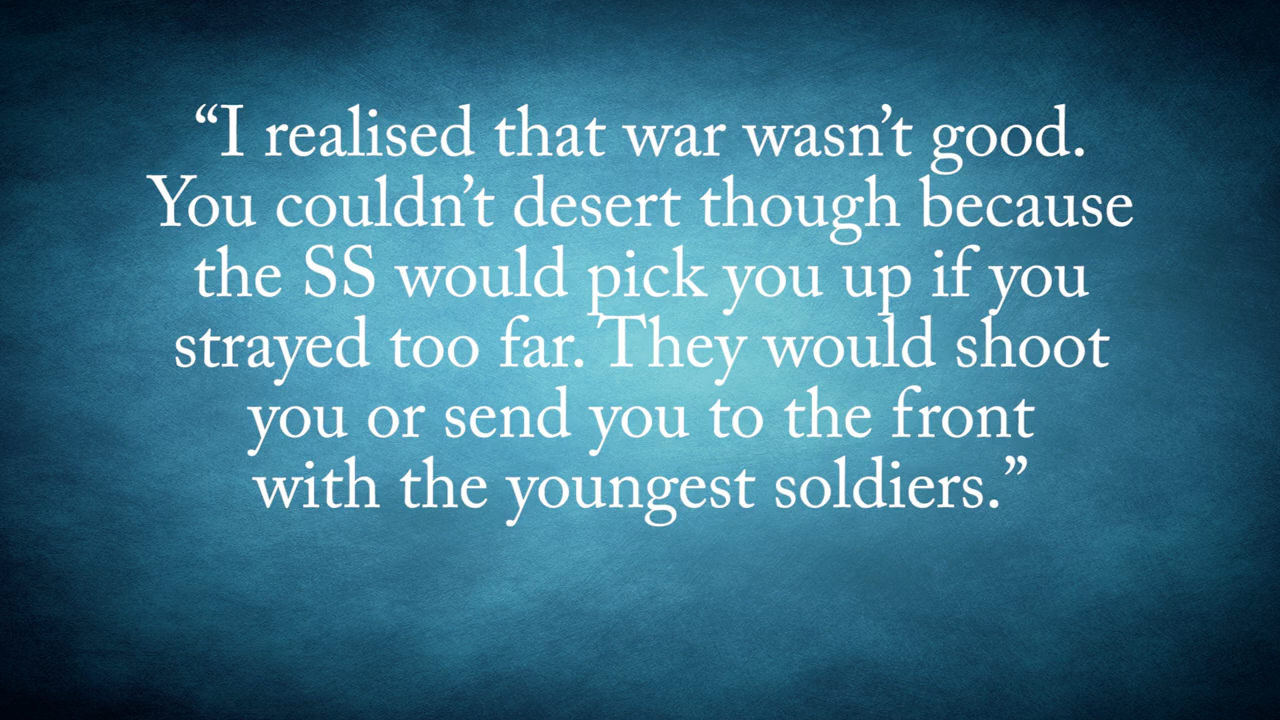 “I realised that war wasn’t good.
You couldn’t desert though because
the SS would pick you up if you
strayed too far. They would shoot
you or send you to the front
with the youngest soldiers.”